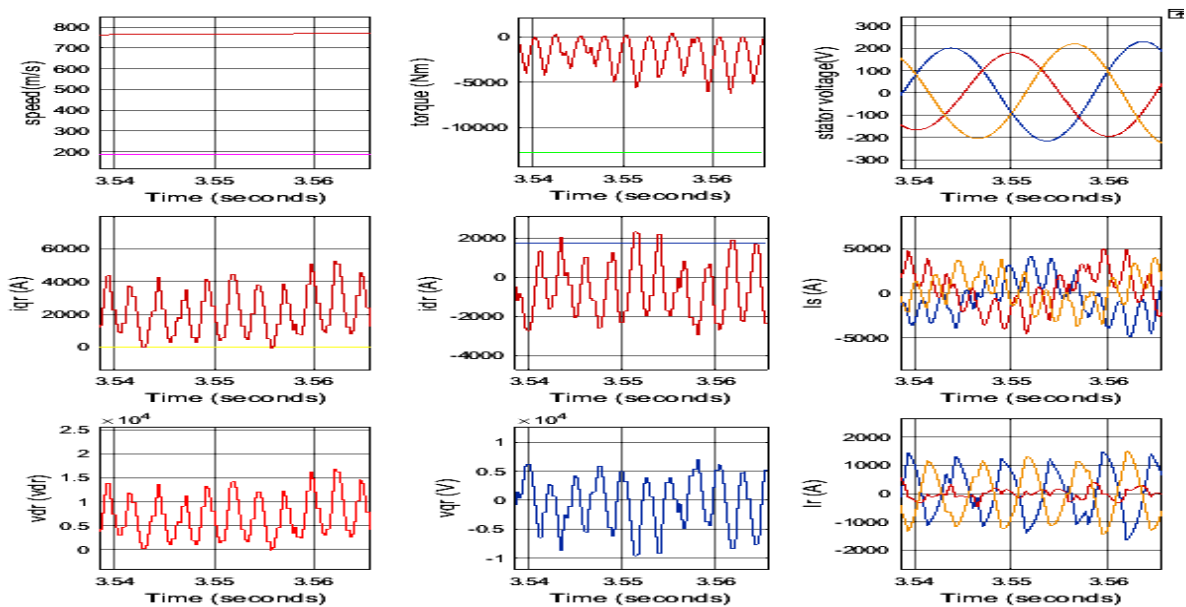 speed(m/s)
800
700
600
500
400
300
200
3.54 3.55 3.56
Time (seconds)
torque (Nm)
0
-5000
-10000
3.54 3.55 3.56
Time (seconds)
stator voltage(V)
300
200
100
0
-100
-200
-300
3.54 3.55 3.56
Time (seconds)
iqr (A)
6000
4000
2000
0
3.54 3.55 3.56
Time (seconds)
idr (A)
2000
0
-2000
-4000
3.54 3.55 3.56
Time (seconds)
Is (A)
5000
0
-5000
3.54 3.55 3.56
Time (seconds)
× 10^4
vdr (vdr)
2.5
2
1.5
1
0.5
0
3.54 3.55 3.56
Time (seconds)
× 10^4
vqr (V)
1
0.5
0
-0.5
-1
3.54 3.55 3.56
Time (seconds)
Ir (A)
2000
1000
0
-1000
-2000
3.54 3.55 3.56
Time (seconds)